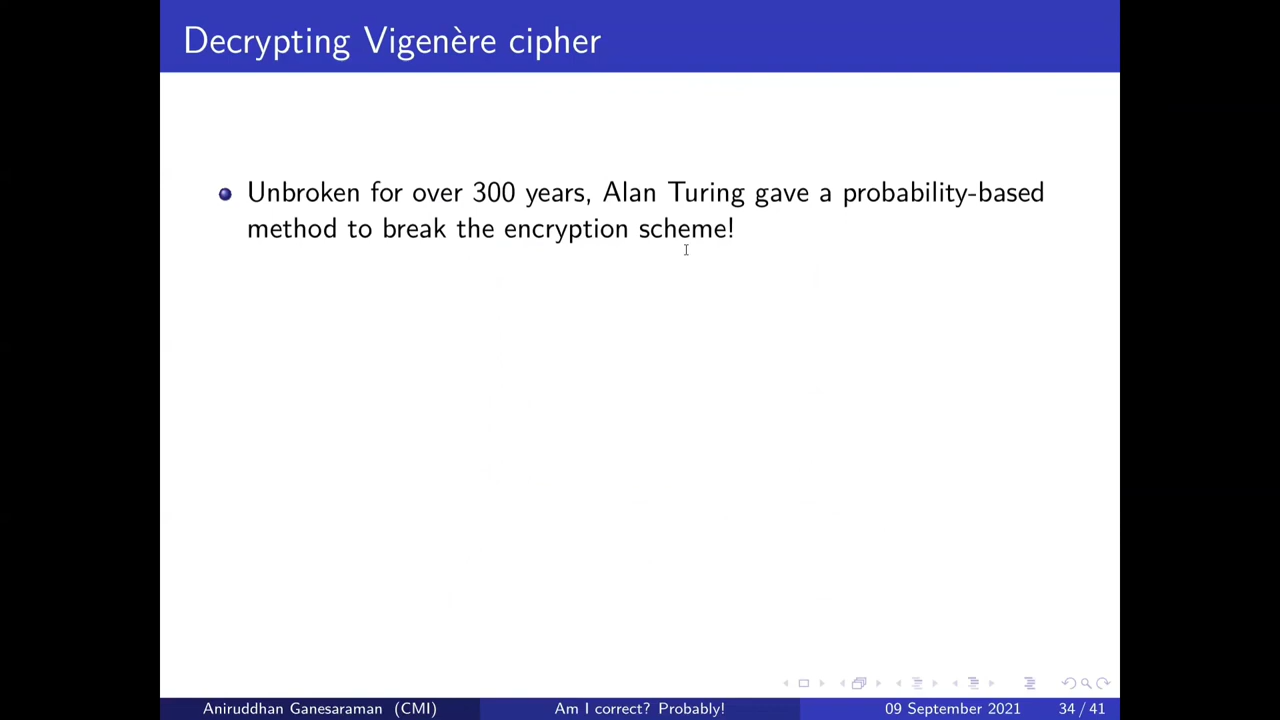 Decrypting Vigenère cipher
Unbroken for over 300 years, Alan Turing gave a probability-based
method to break the encryption scheme!
Aniruddhan Ganesaraman (CMI)
Am I correct? Probably!
09 September 2021
34 / 41